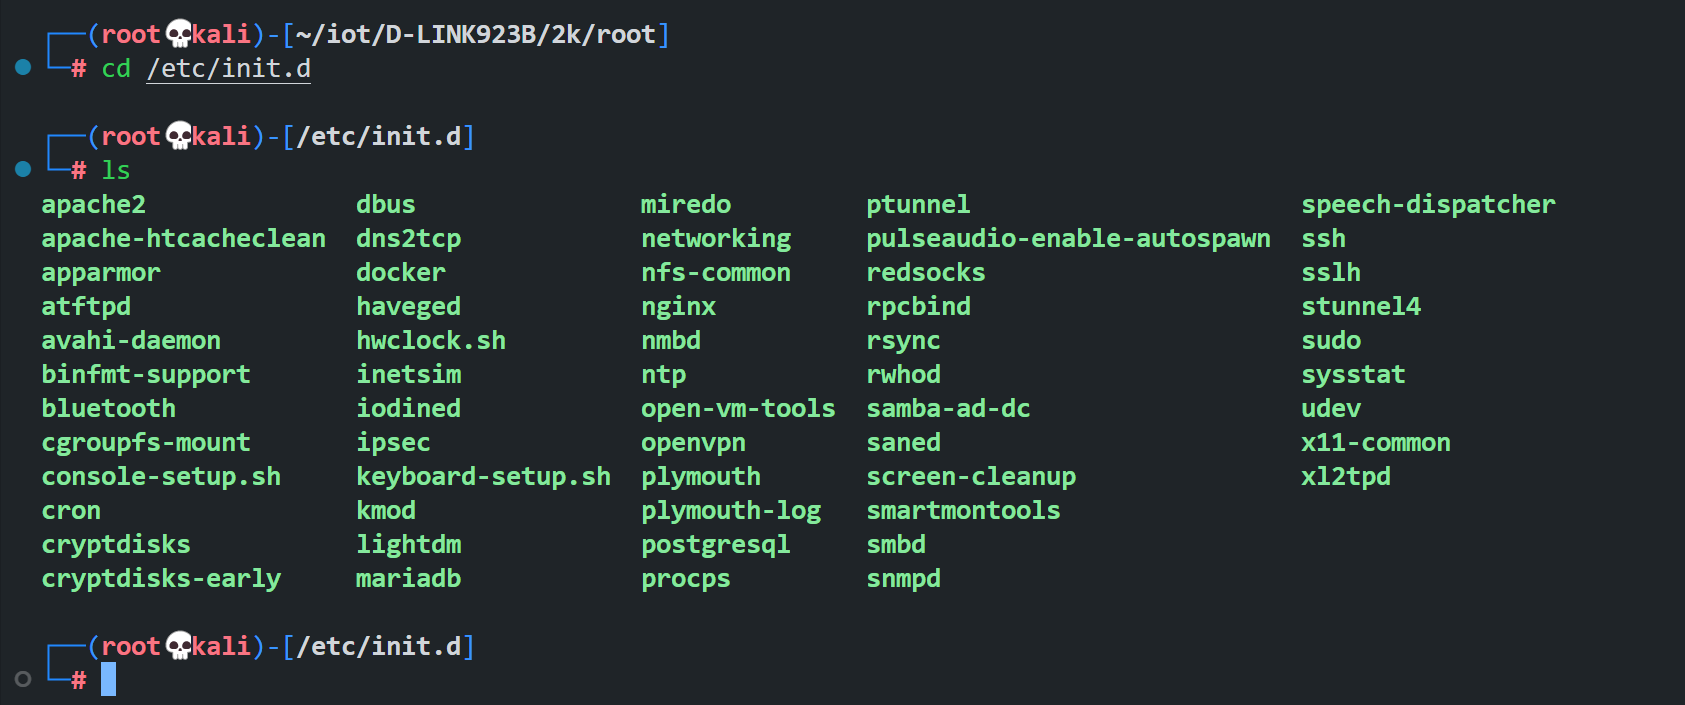 ┌──(root💀kali)-[~/iot/D-LINK923B/2k/root]
└─# cd /etc/init.d
┌──(root💀kali)-[/etc/init.d]
└─# ls
apache2 dbus miredo ptunnel speech-dispatcher
apache-htcacheclean dns2tcp networking pulseaudio-enable-autospawn ssh
apparmor docker nfs-common redsocks sslh
atftpd haveged nginx rpcbind stunnel4
avahi-daemon hwclock.sh nmbd rsync sudo
binfmt-support inetsim ntp rwhod sysstat
bluetooth iodined open-vm-tools samba-ad-dc udev
cgroupfs-mount ipsec openvpn saned x11-common
console-setup.sh keyboard-setup.sh plymouth screen-cleanup xl2tpd
cron kmod plymouth-log smartmontools
cryptdisks lightdm postgresql smbd
cryptdisks-early mariadb procps snmpd
┌──(root💀kali)-[/etc/init.d]
└─#